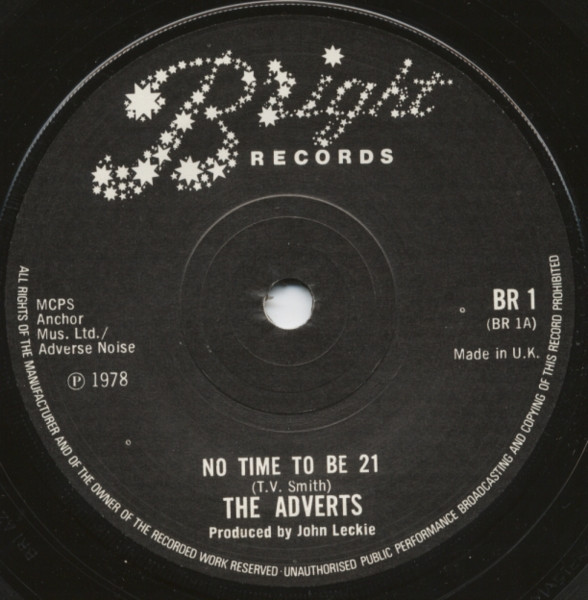 Bright
RECORDS
MCPS
Anchor
Mus. Ltd./
Adverse Noise
Ⓟ 1978
BR 1
(BR 1A)
Made in U.K.
NO TIME TO BE 21
(T.V. Smith)
THE ADVERTS
Produced by John Leckie
ALL RIGHTS OF THE MANUFACTURER AND OF THE OWNER OF THE RECORDED WORK RESERVED·UNAUTHORISED PUBLIC PERFORMANCE BROADCASTING AND COPYING OF THIS RECORD PROHIBITED